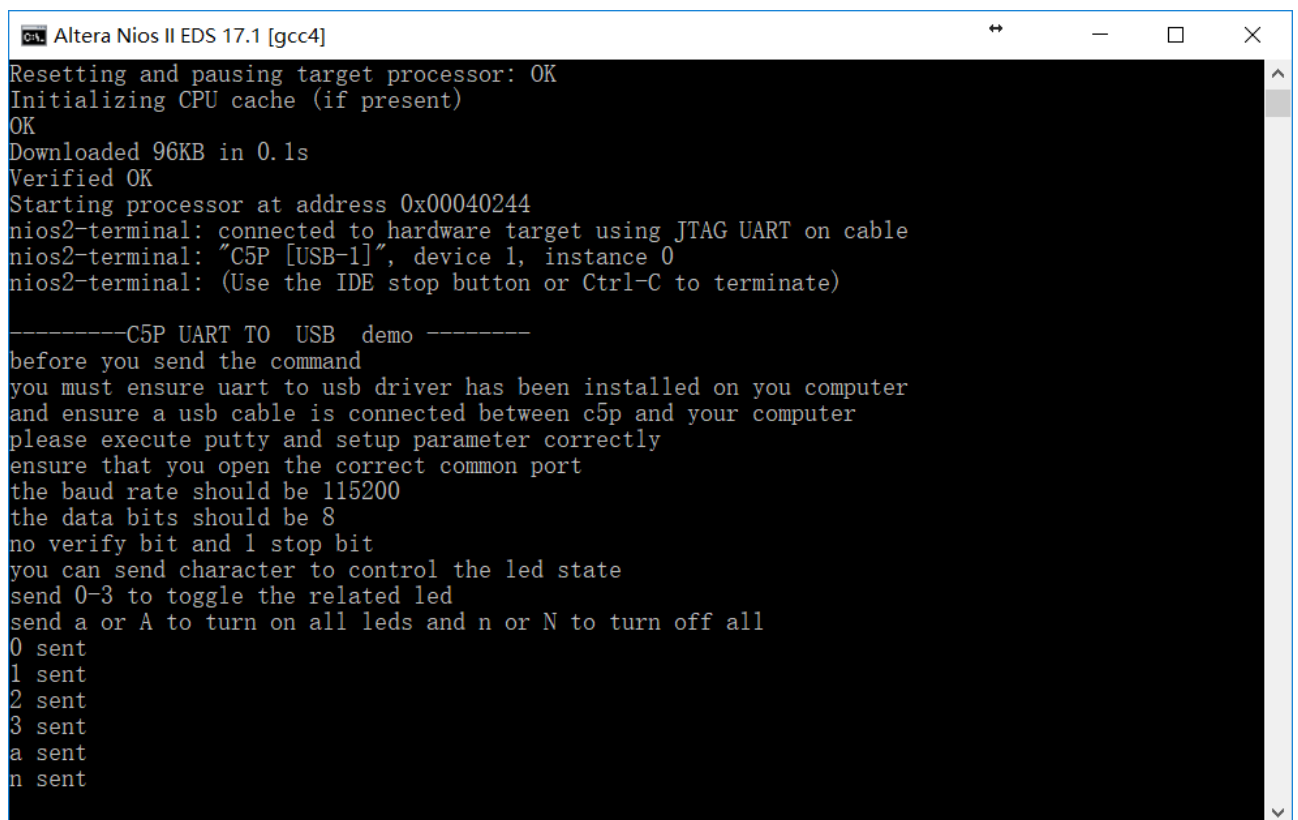 Altera Nios II EDS 17.1 [gcc4]
Resetting and pausing target processor: OK
Initializing CPU cache (if present)
OK
Downloaded 96KB in 0.1s
Verified OK
Starting processor at address 0x00040244
nios2-terminal: connected to hardware target using JTAG UART on cable
nios2-terminal: "C5P [USB-1]", device 1, instance 0
nios2-terminal: (Use the IDE stop button or Ctrl-C to terminate)
---------C5P UART TO  USB  demo --------
before you send the command
you must ensure uart to usb driver has been installed on you computer
and ensure a usb cable is connected between c5p and your computer
please execute putty and setup parameter correctly
ensure that you open the correct common port
the baud rate should be 115200
the data bits should be 8
no verify bit and 1 stop bit
you can send character to control the led state
send 0-3 to toggle the related led
send a or A to turn on all leds and n or N to turn off all
0 sent
1 sent
2 sent
3 sent
a sent
n sent